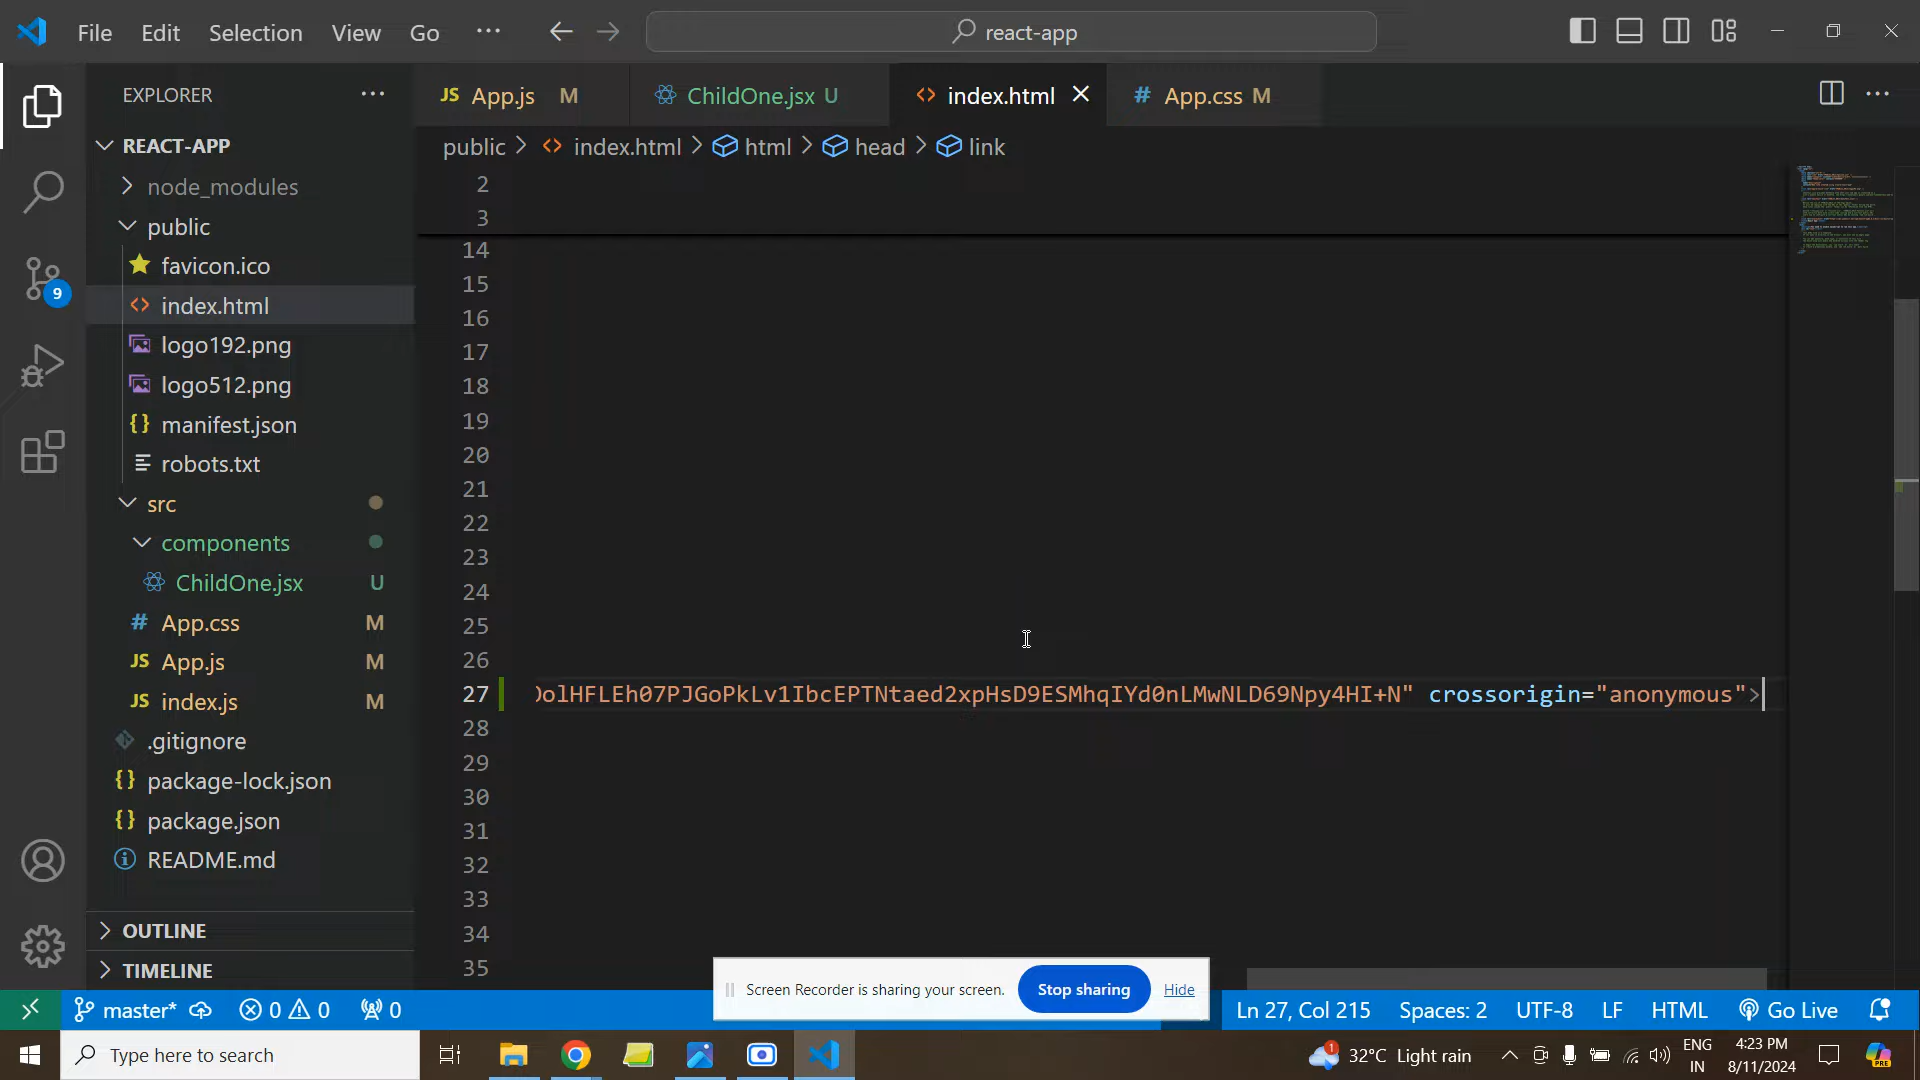 File Edit Selection View Go ··· react-app
EXPLORER ···
JS App.js M
ChildOne.jsx U
<> index.html
# App.css M
···
REACT-APP
public > <> index.html > html > head > link
node_modules
public
favicon.ico
<> index.html
logo192.png
logo512.png
{} manifest.json
robots.txt
src
components
ChildOne.jsx U
# App.css M
JS App.js M
JS index.js M
.gitignore
{} package-lock.json
{} package.json
README.md
OUTLINE
TIMELINE
9
2
3
14
15
16
17
18
19
20
21
22
23
24
25
26
27 OolHFLEh07PJGoPkLv1IbcEPTNtaed2xpHsD9ESMhqIYd0nLMwNLD69Npy4HI+N" crossorigin="anonymous">
28
29
30
31
32
33
34
35
Screen Recorder is sharing your screen. Stop sharing Hide
master* 0 0 0
Ln 27, Col 215 Spaces: 2 UTF-8 LF HTML Go Live
Type here to search
1 32°C Light rain
ENG
IN
4:23 PM
8/11/2024
PRE